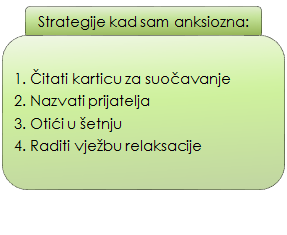 Strategije kad sam anksiozna:
1. Čitati karticu za suočavanje
2. Nazvati prijatelja
3. Otići u šetnju
4. Raditi vježbu relaksacije